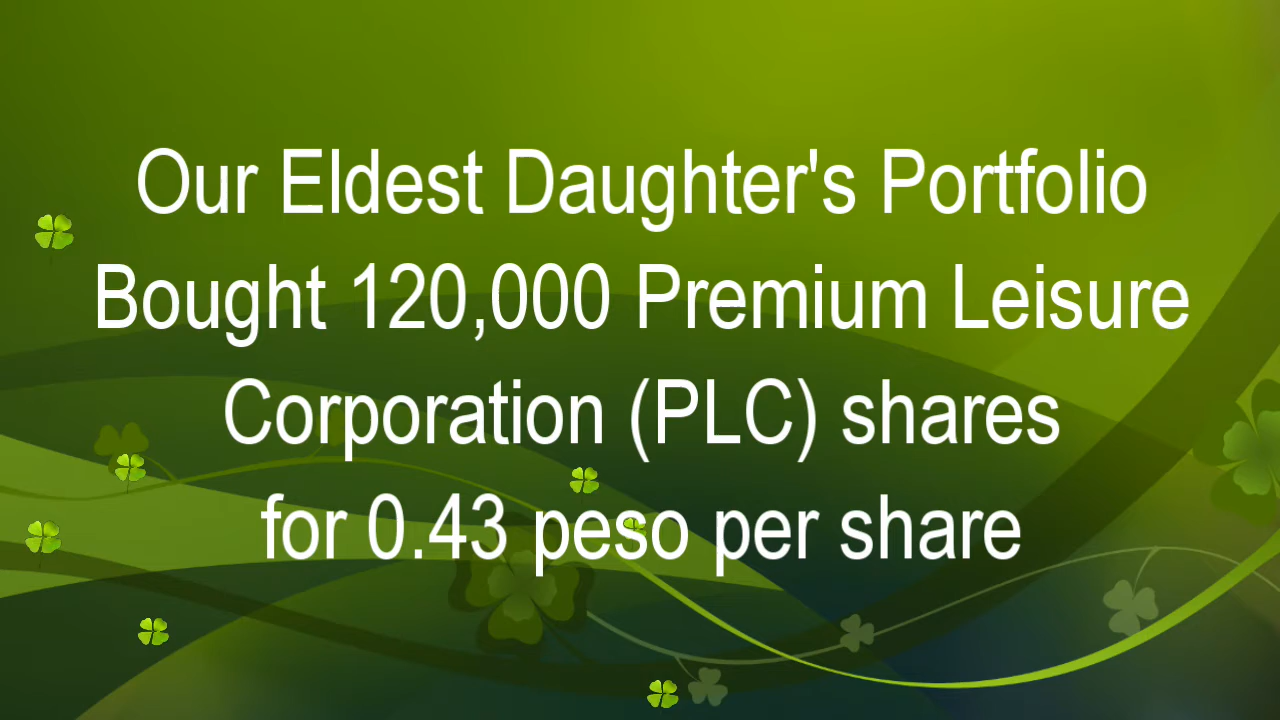 Our Eldest Daughter's Portfolio
Bought 120,000 Premium Leisure
Corporation (PLC) shares
for 0.43 peso per share